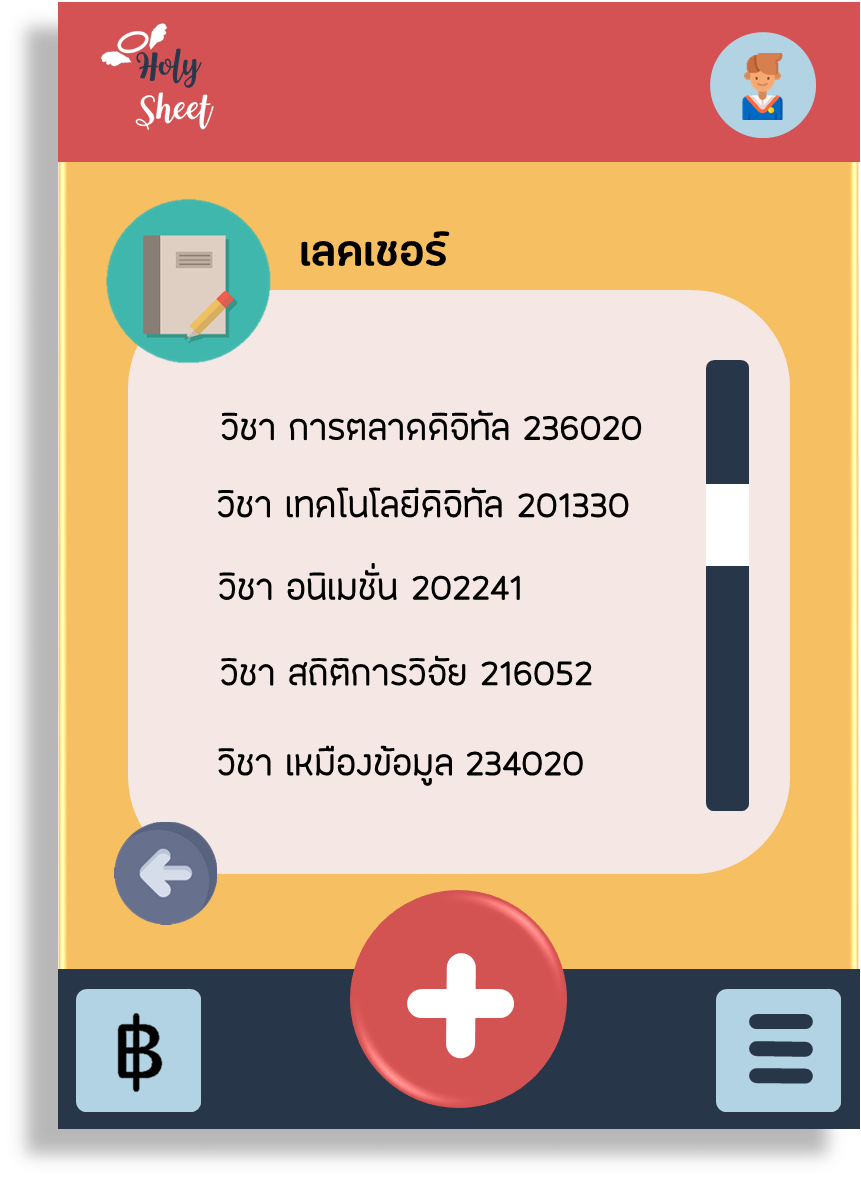 Holy
Sheet
เลคเชอร์
วิชา การตลาดดิจิทัล 236020
วิชา เทคโนโลยีดิจิทัล 201330
วิชา อนิเมชั่น 202241
วิชา สถิติการวิจัย 216052
วิชา เหมืองข้อมูล 234020
฿